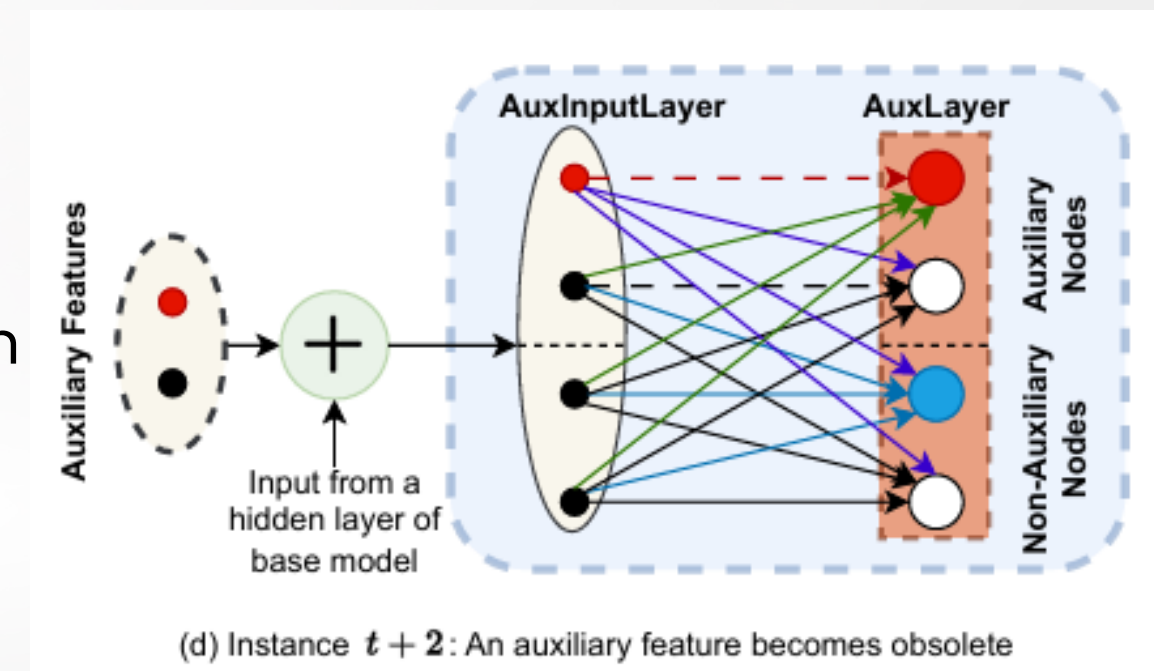 AuxInputLayer
AuxLayer
Auxiliary Features
n
+
Input from a
hidden layer of
base model
Auxiliary
Nodes
Non-Auxiliary
Nodes
(d) Instance t + 2: An auxiliary feature becomes obsolete